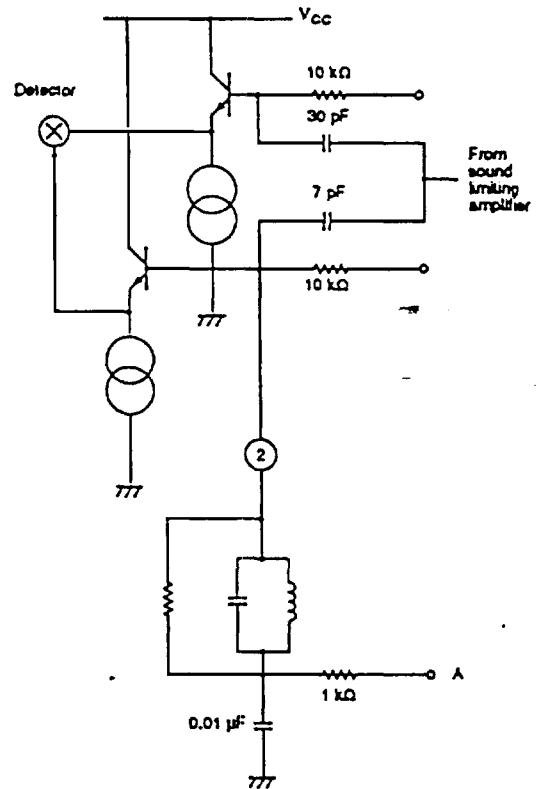 VCC
Detector
10 kΩ
30 pF
From
sound
limiting
amplifier
7 pF
10 kΩ
2
A
1 kΩ
0.01 µF